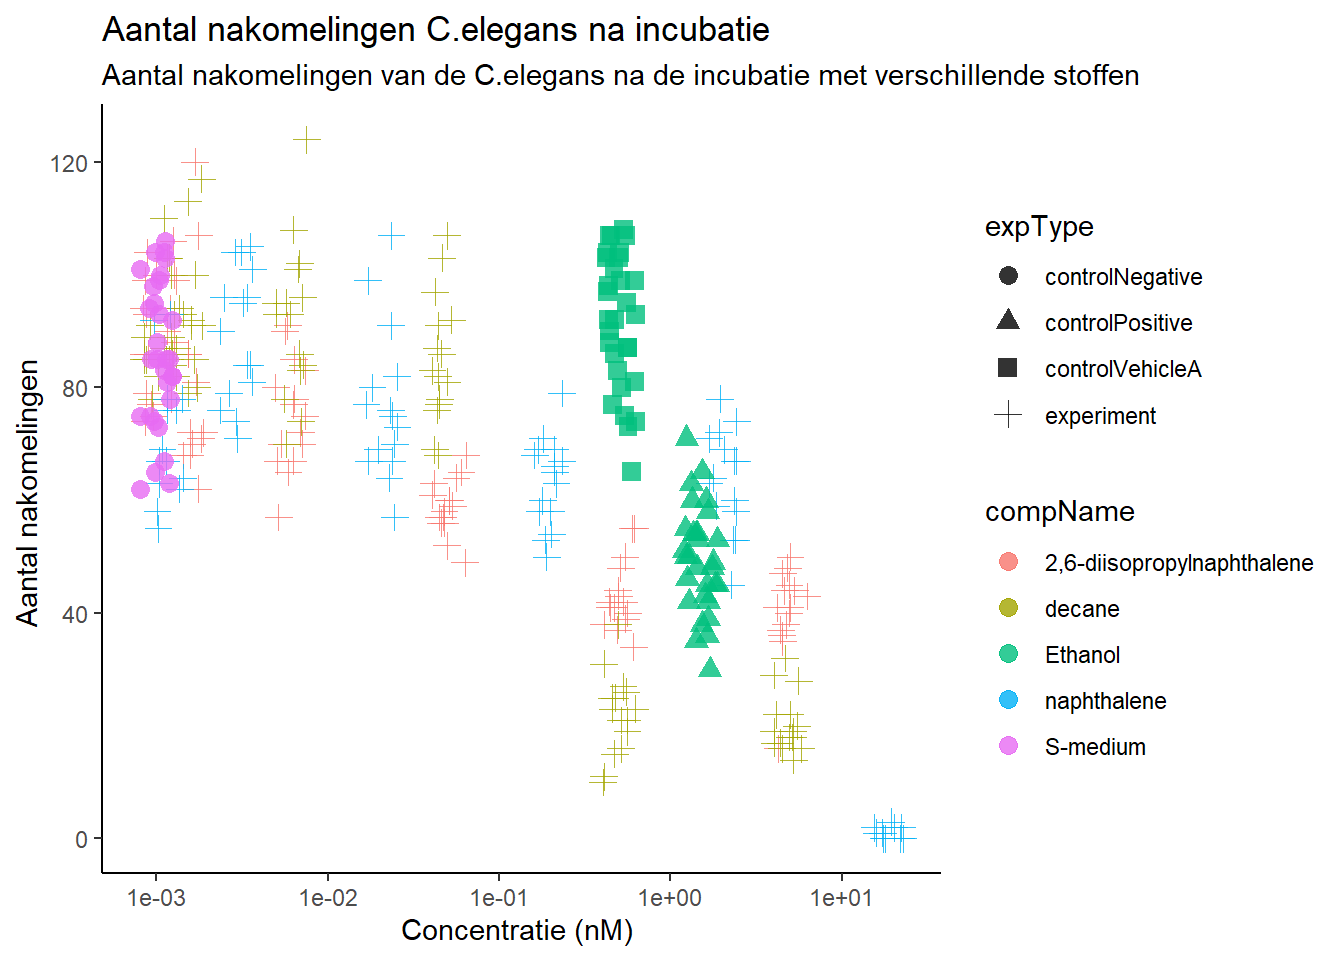 Aantal nakomelingen C.elegans na incubatie
Aantal nakomelingen van de C.elegans na de incubatie met verschillende stoffen
Aantal nakomelingen
120
80
40
0
1e-03
1e-02
1e-01
1e+00
1e+01
Concentratie (nM)
expType
controlNegative
controlPositive
controlVehicleA
experiment
compName
2,6-diisopropylnaphthalene
decane
Ethanol
naphthalene
S-medium